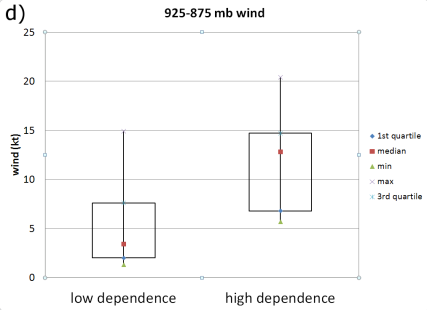 d)
925-875 mb wind
25
20
15
10
5
0
wind (kt)
low dependence
high dependence
1st quartile
median
min
max
3rd quartile